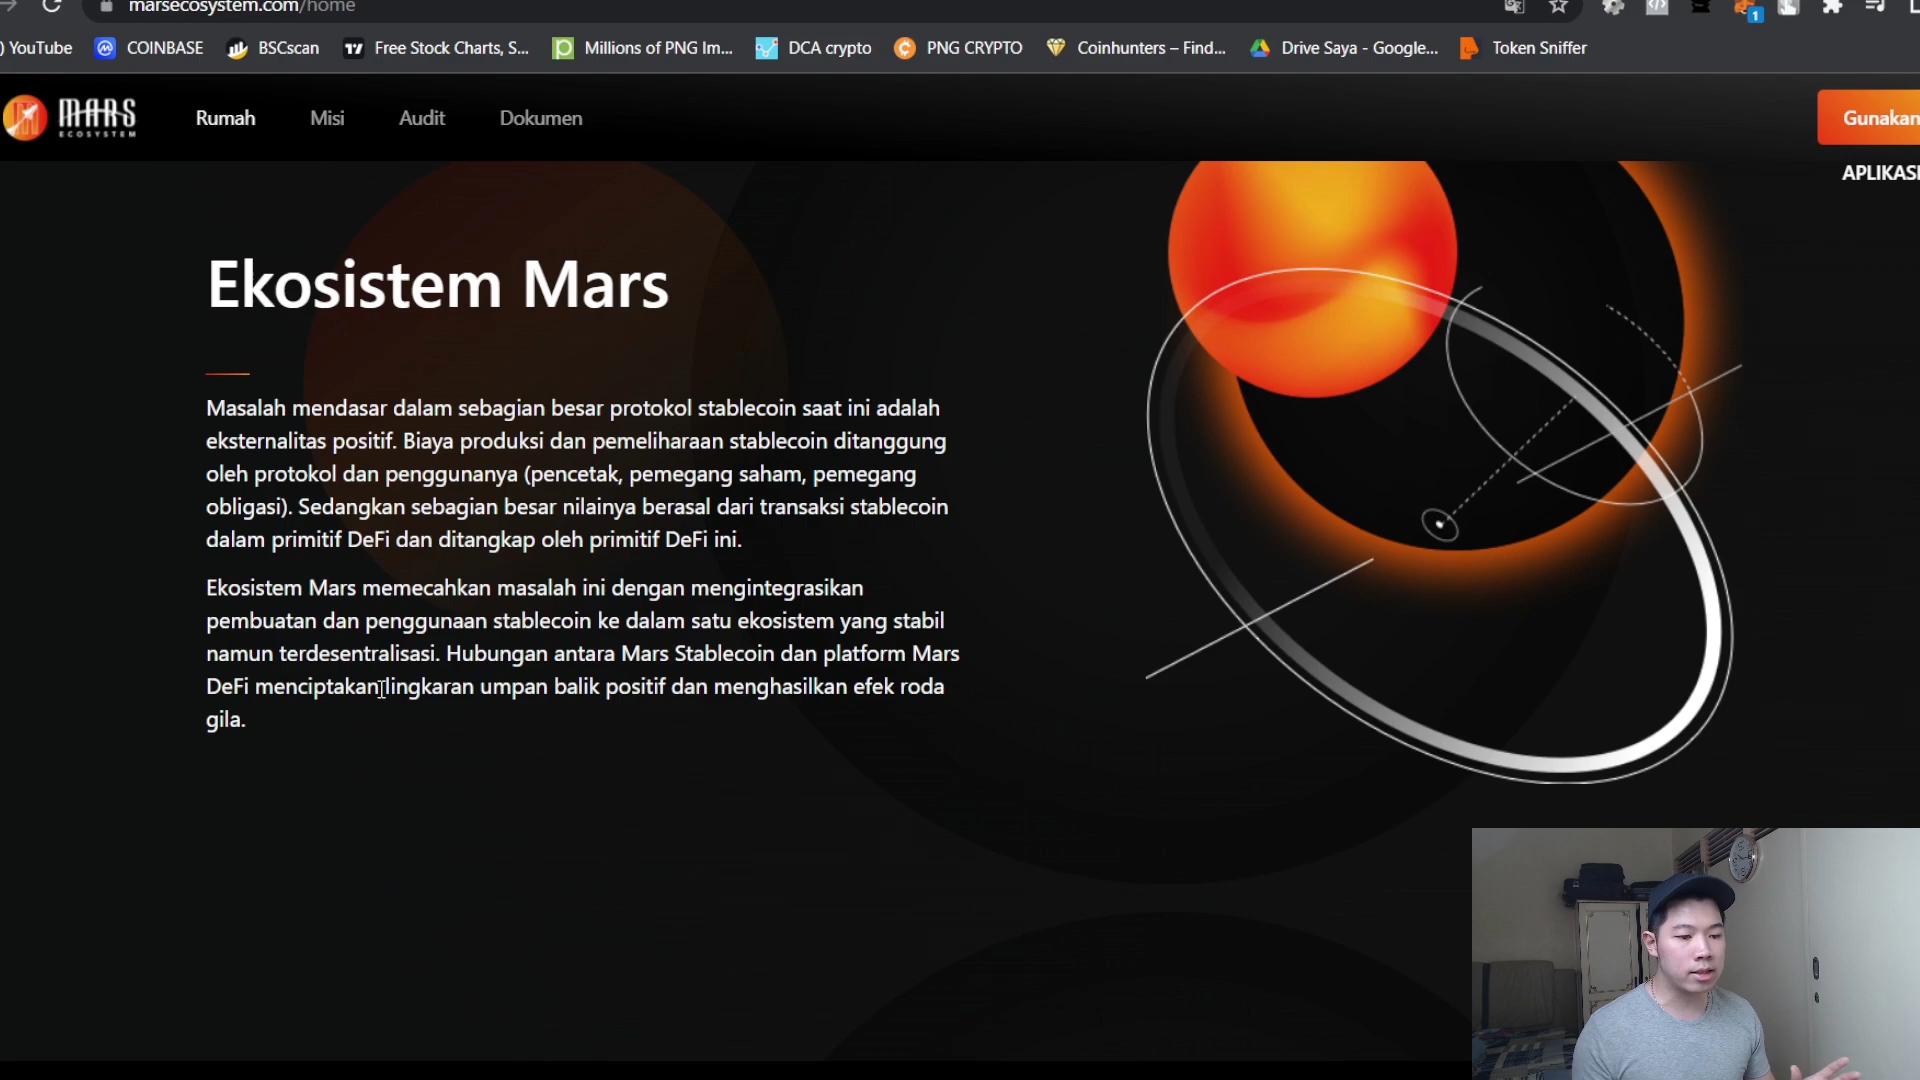 marsecosystem.com/home
1
) YouTube COINBASE BSCscan Free Stock Charts, S... Millions of PNG Im... DCA crypto PNG CRYPTO Coinhunters – Find... Drive Saya - Google... Token Sniffer
MARS
ECOSYSTEM
Rumah Misi Audit Dokumen Gunakan
APLIKASI
Ekosistem Mars
Masalah mendasar dalam sebagian besar protokol stablecoin saat ini adalah
eksternalitas positif. Biaya produksi dan pemeliharaan stablecoin ditanggung
oleh protokol dan penggunanya (pencetak, pemegang saham, pemegang
obligasi). Sedangkan sebagian besar nilainya berasal dari transaksi stablecoin
dalam primitif DeFi dan ditangkap oleh primitif DeFi ini.
Ekosistem Mars memecahkan masalah ini dengan mengintegrasikan
pembuatan dan penggunaan stablecoin ke dalam satu ekosistem yang stabil
namun terdesentralisasi. Hubungan antara Mars Stablecoin dan platform Mars
DeFi menciptakan lingkaran umpan balik positif dan menghasilkan efek roda
gila.